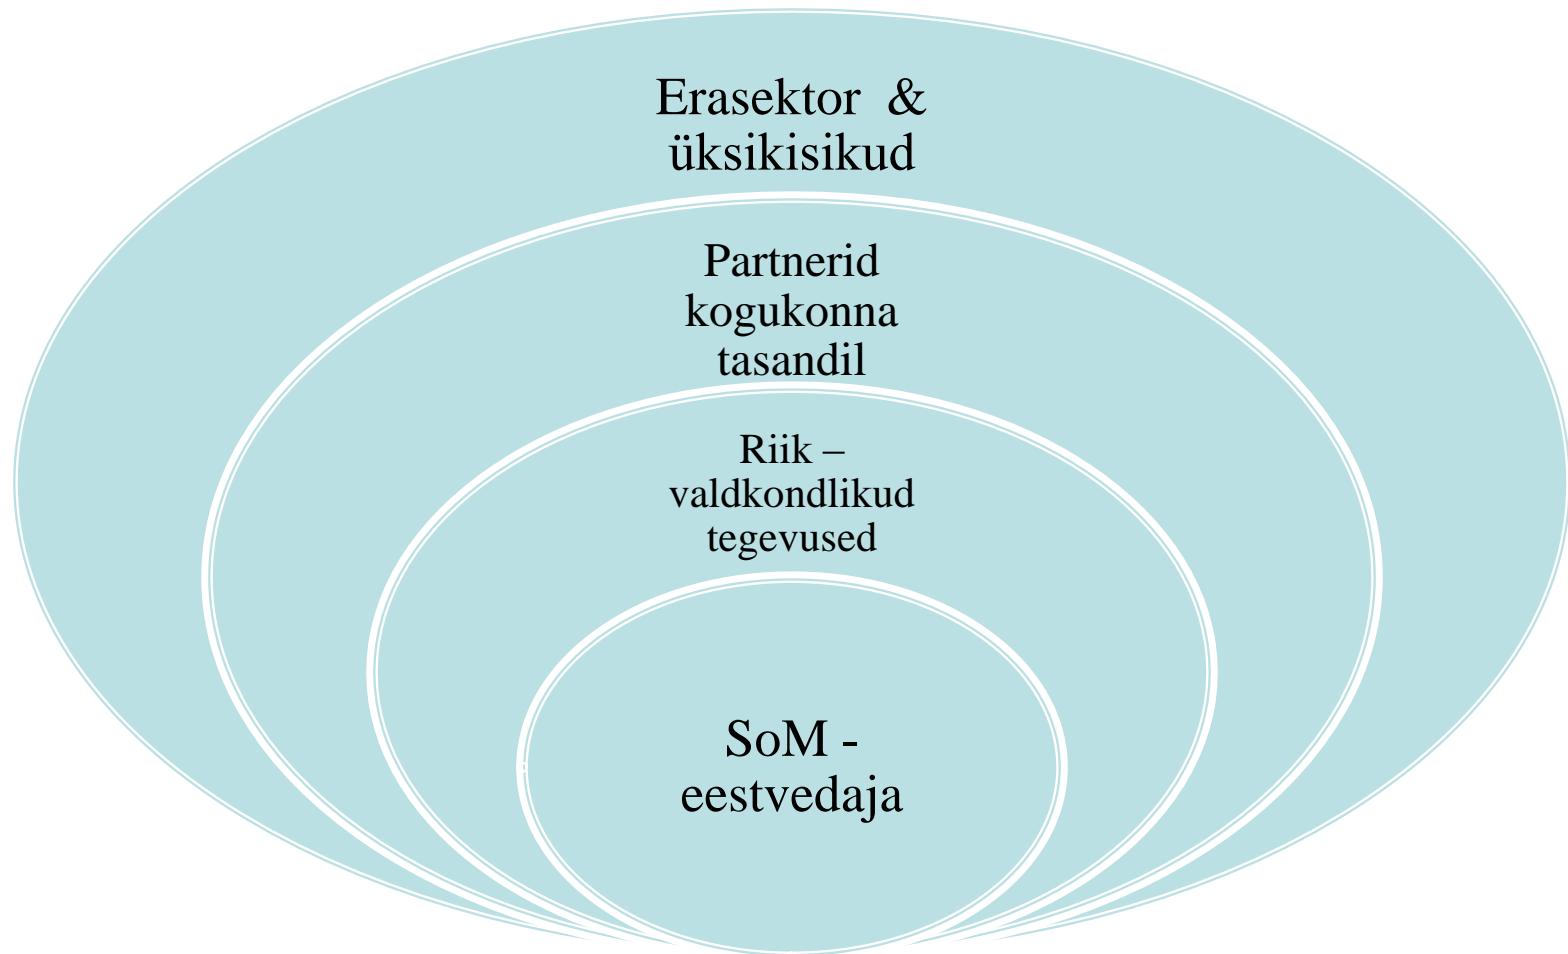 Erasektor & 
üksikisikud
Partnerid
kogukonna
tasandil
Riik –
valdkondlikud
tegevused
SoM -
eestvedaja